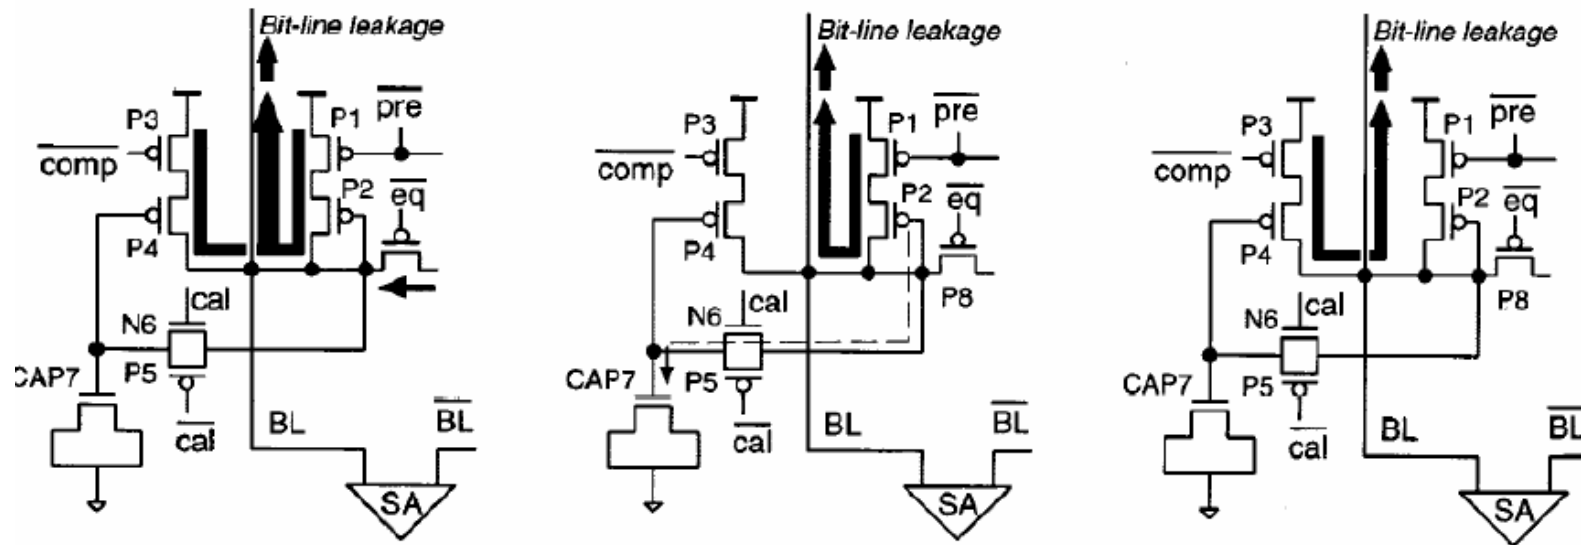 Bit-line leakage
P3
P1
pre
comp
P2
eq
P4
cal
N6
P5
CAP7
cal
BL
BL
SA
Bit-line leakage
P3
P1
pre
comp
P2
eq
P4
P8
cal
N6
CAP7
P5
cal
BL
BL
SA
Bit-line leakage
P3
P1
pre
comp
P2
eq
P4
P8
cal
N6
CAP7
P5
cal
BL
BL
SA